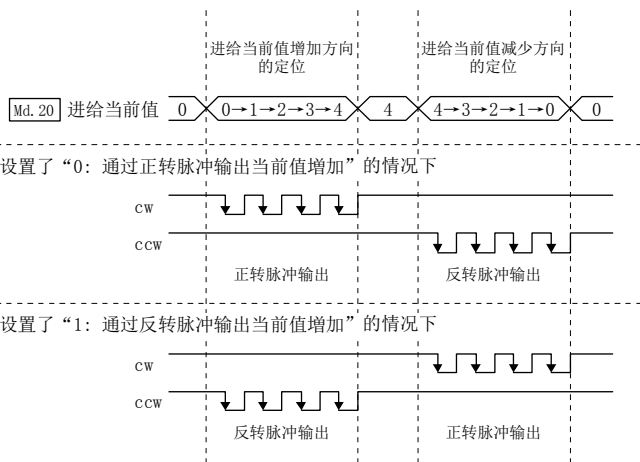 进给当前值增加方向
的定位
进给当前值减少方向
的定位
Md.20 进给当前值 0 0→1→2→3→4 4 4→3→2→1→0 0
设置了“0: 通过正转脉冲输出当前值增加”的情况下
CW
CCW
正转脉冲输出 反转脉冲输出
设置了“1: 通过反转脉冲输出当前值增加”的情况下
CW
CCW
反转脉冲输出 正转脉冲输出